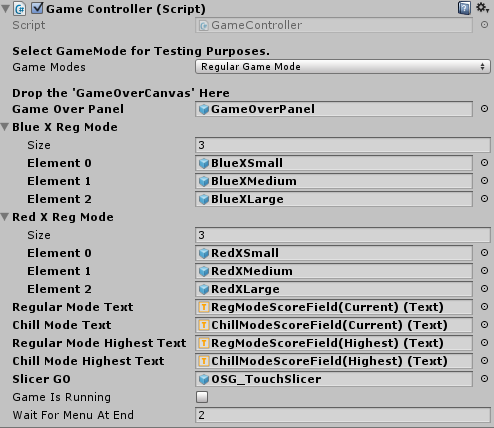 Game Controller (Script)
Script GameController
Select GameMode for Testing Purposes.
Game Modes Regular Game Mode
Drop the 'GameOverCanvas' Here
Game Over Panel GameOverPanel
Blue X Reg Mode
Size 3
Element 0 BlueXSmall
Element 1 BlueXMedium
Element 2 BlueXLarge
Red X Reg Mode
Size 3
Element 0 RedXSmall
Element 1 RedXMedium
Element 2 RedXLarge
Regular Mode Text RegModeScoreField(Current) (Text)
Chill Mode Text ChillModeScoreField(Current) (Text)
Regular Mode Highest Text RegModeScoreField(Highest) (Text)
Chill Mode Highest Text ChillModeScoreField(Highest) (Text)
Slicer GO OSG_TouchSlicer
Game Is Running
Wait For Menu At End 2